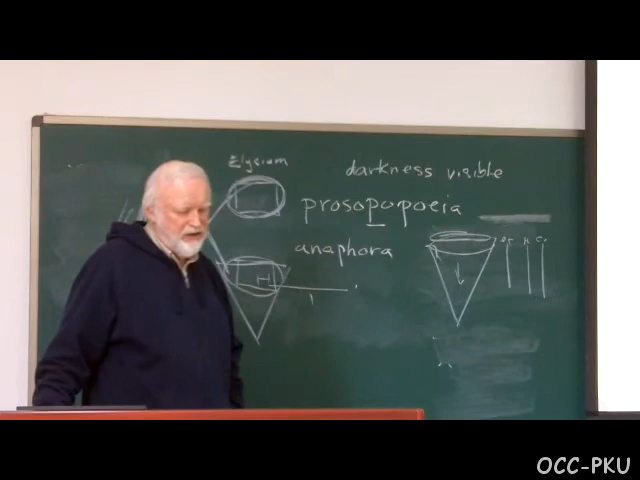 Elysium
darkness visible
prosopopoeia
anaphora
H
OCC-PKU